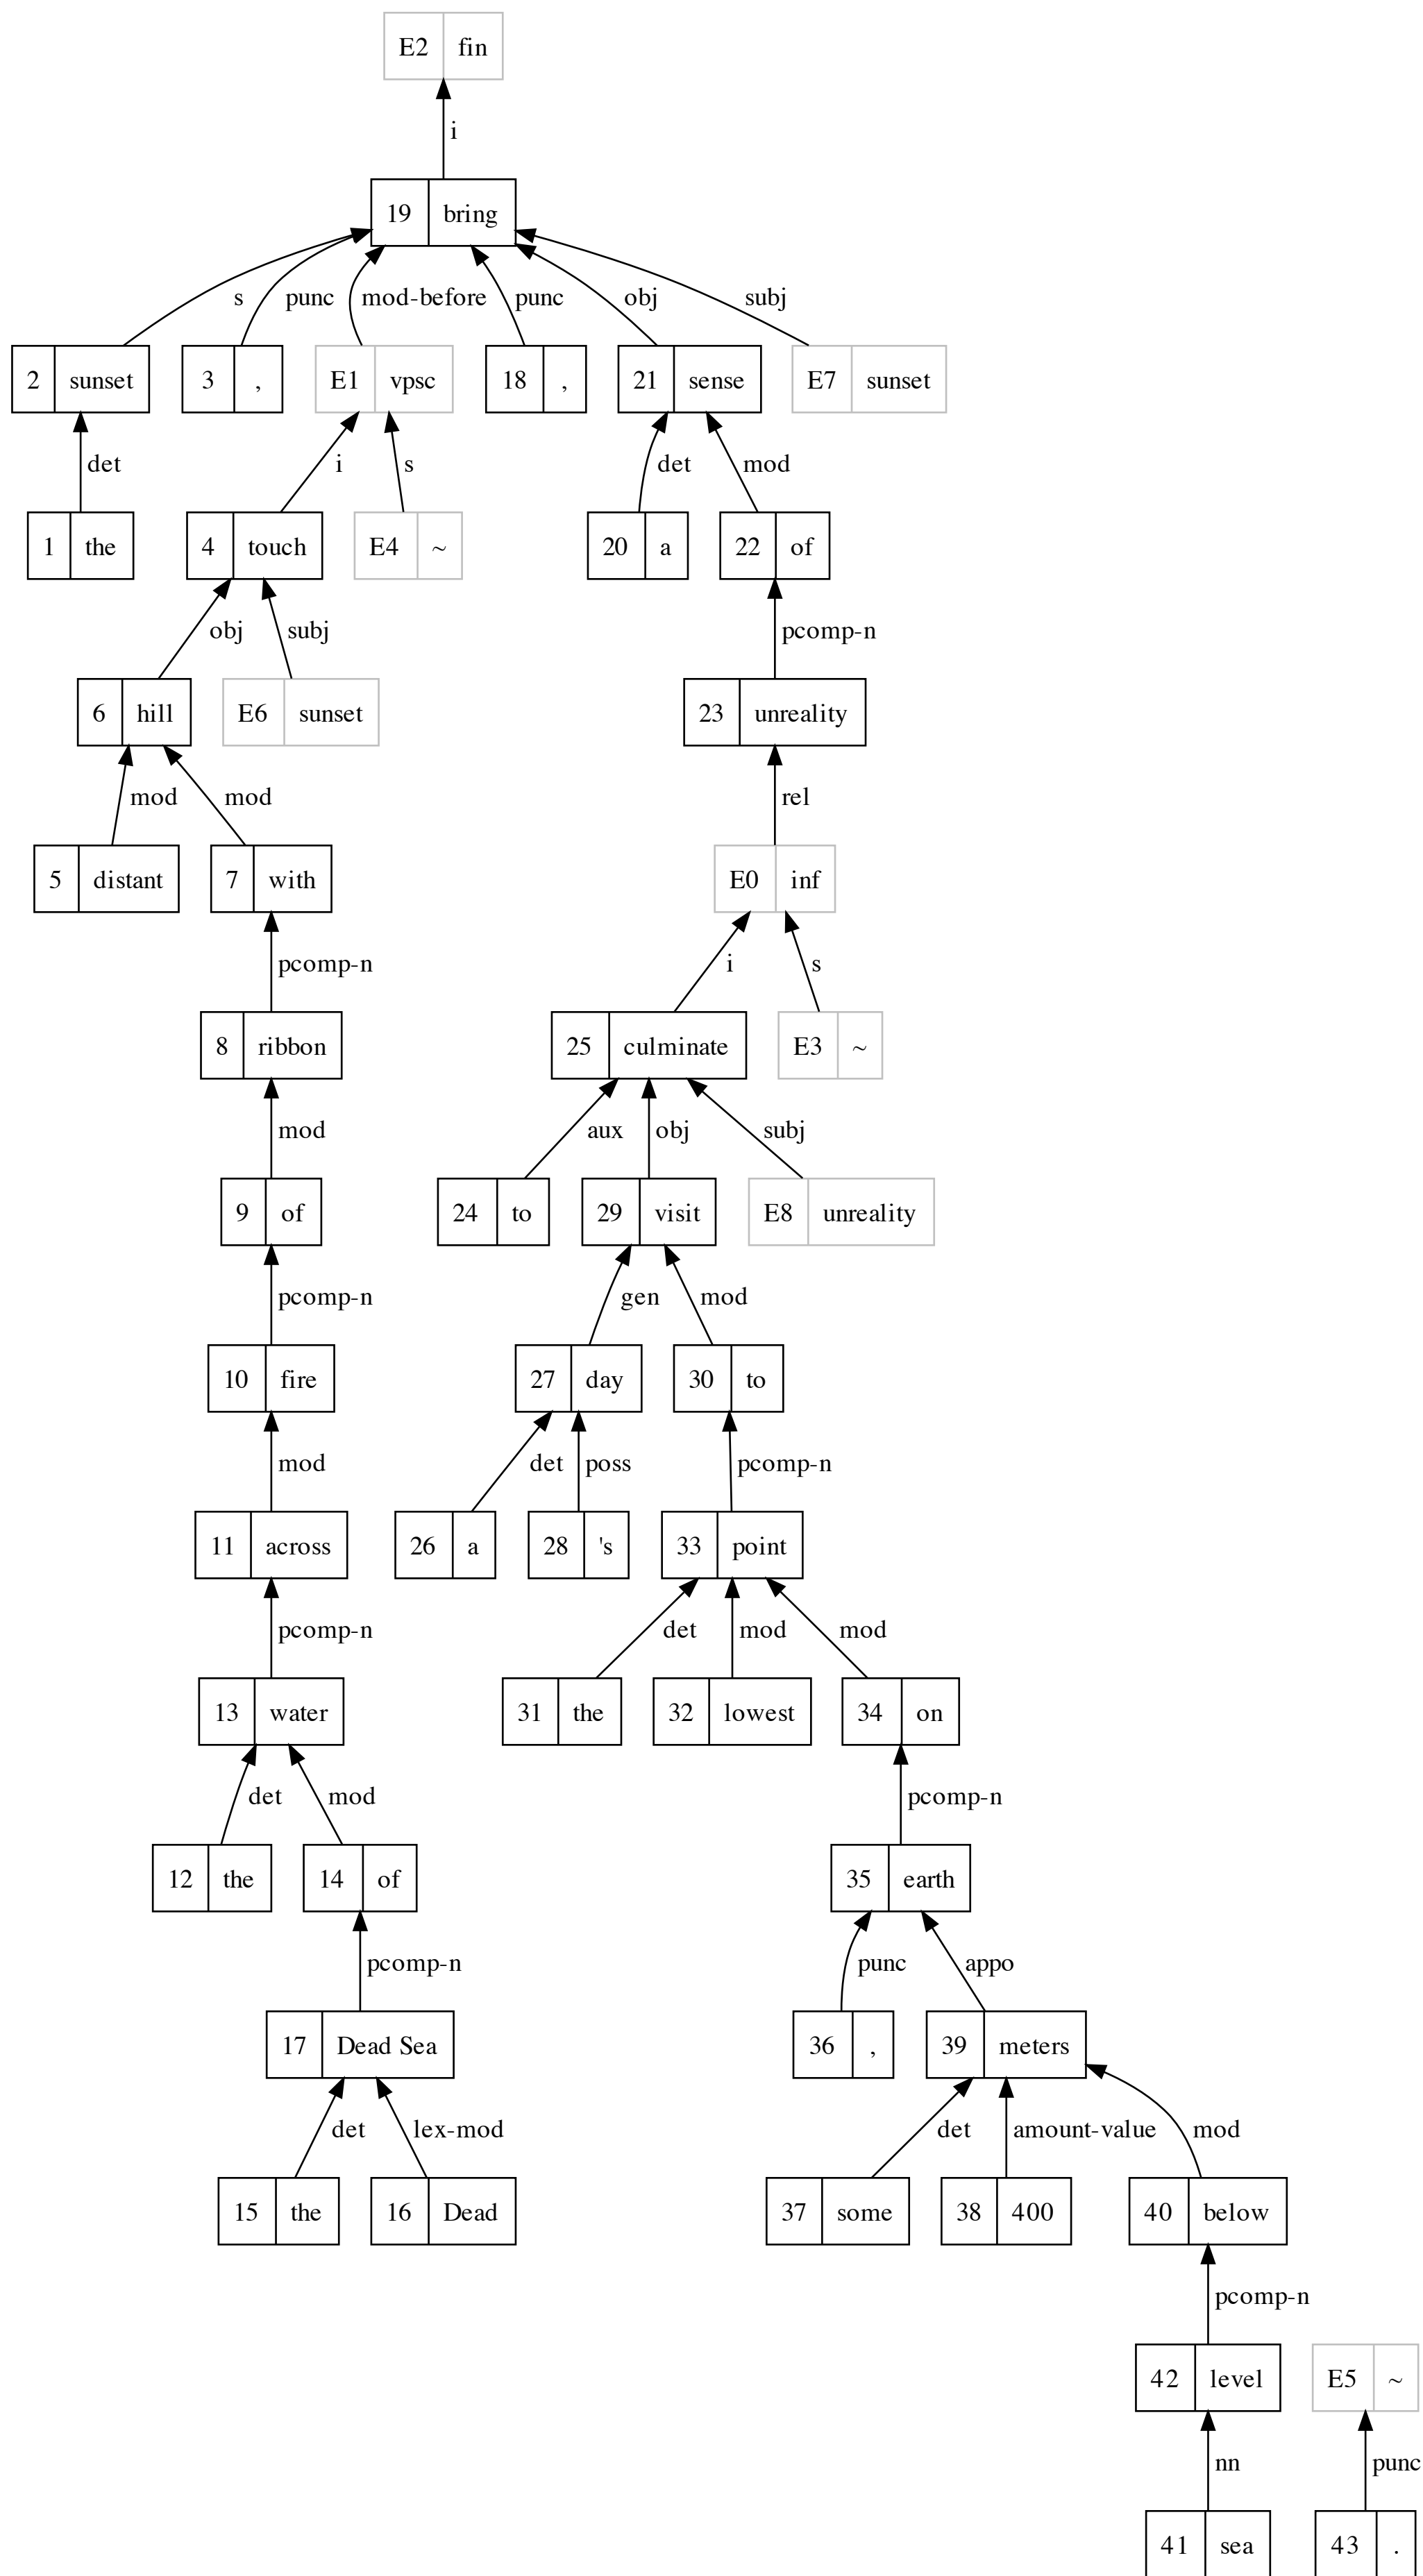 E2 fin
i
19 bring
s punc mod-before punc obj subj
2 sunset 3 , E1 vpsc 18 , 21 sense E7 sunset
det i s det mod
1 the 4 touch E4 ~ 20 a 22 of
obj subj pcomp-n
6 hill E6 sunset 23 unreality
mod mod rel
5 distant 7 with E0 inf
pcomp-n i s
8 ribbon 25 culminate E3 ~
mod aux obj subj
9 of 24 to 29 visit E8 unreality
pcomp-n gen mod
10 fire 27 day 30 to
mod det poss pcomp-n
11 across 26 a 28 's 33 point
pcomp-n det mod mod
13 water 31 the 32 lowest 34 on
det mod pcomp-n
12 the 14 of 35 earth
pcomp-n punc appo
17 Dead Sea 36 , 39 meters
det lex-mod det amount-value mod
15 the 16 Dead 37 some 38 400 40 below
pcomp-n
42 level E5 ~
nn punc
41 sea 43 .